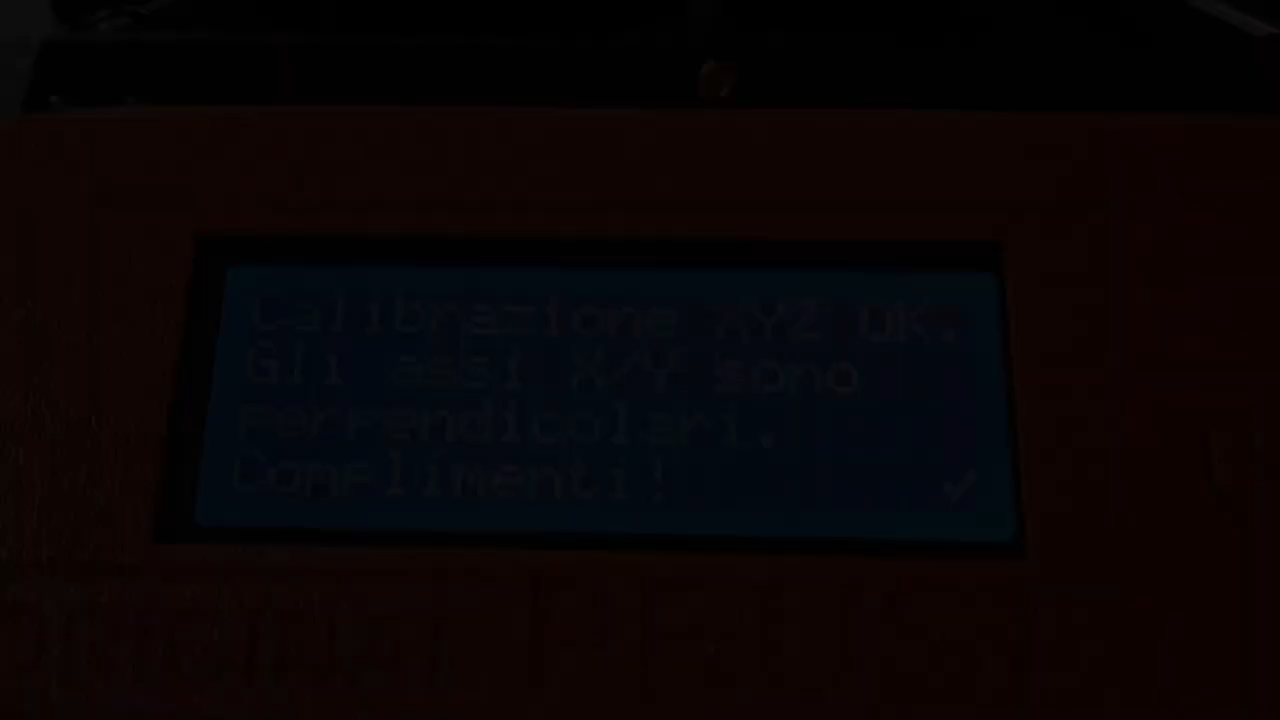 Calibrazione XYZ OK.
Gli assi X/Y sono
perpendicolari.
Complimenti! ✓